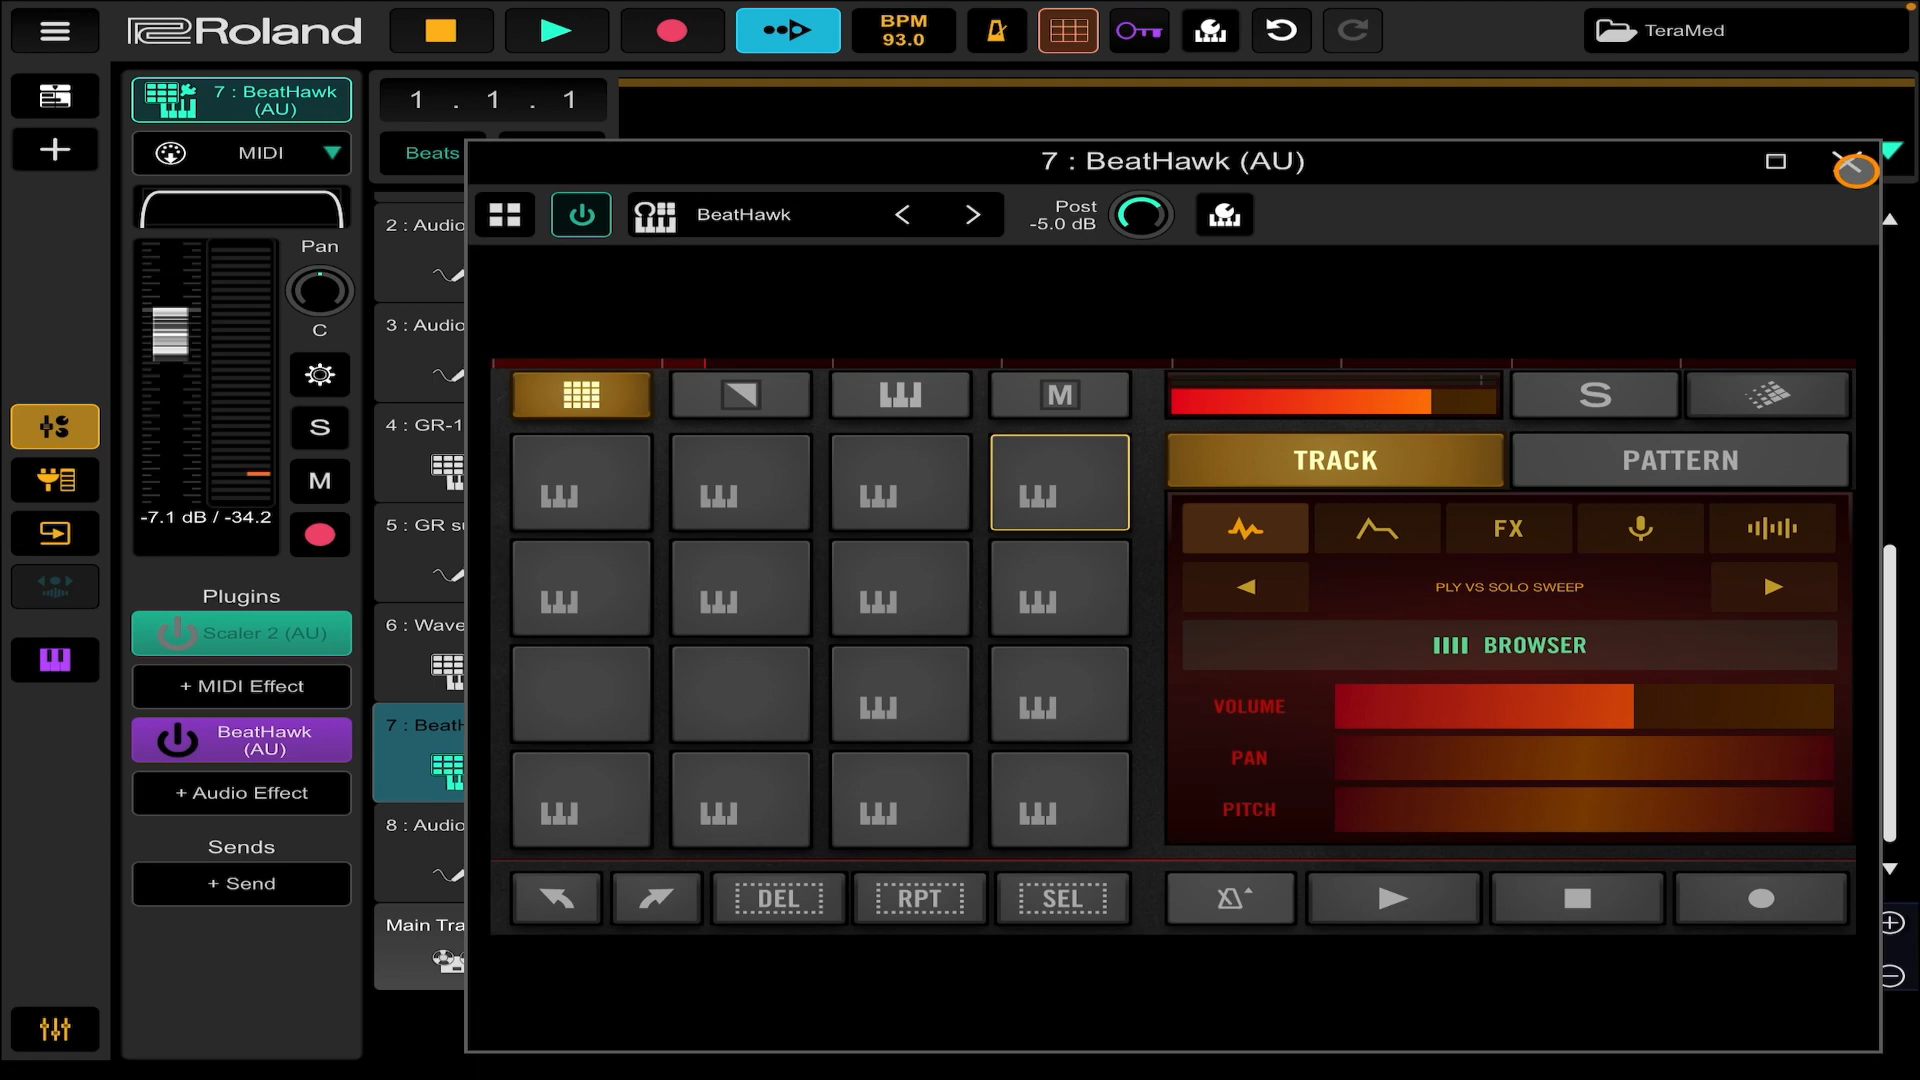 Roland
BPM
93.0
TeraMed
7 : BeatHawk
(AU)
1 . 1 . 1
MIDI
Beats
7 : BeatHawk (AU)
BeatHawk
Post
-5.0 dB
Pan
C
S
M
-7.1 dB / -34.2
2 : Audio
3 : Audio
4 : GR-1
5 : GR s
6 : Wave
7 : Beat
8 : Audio
Main Tra
Plugins
Scaler 2 (AU)
+ MIDI Effect
BeatHawk
(AU)
+ Audio Effect
Sends
+ Send
M
S
TRACK
PATTERN
FX
PLY VS SOLO SWEEP
BROWSER
VOLUME
PAN
PITCH
DEL
RPT
SEL